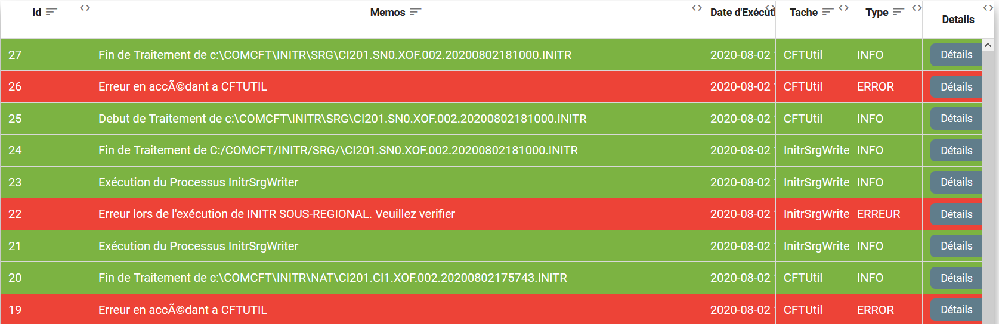 Id Memos Date d'Exécuti Tache Type Details
27 Fin de Traitement de c:\COMCFT\INITR\SRG\CI201.SN0.XOF.002.20200802181000.INITR 2020-08-02 CFTUtil INFO Détails
26 Erreur en accÃ©dant a CFTUTIL 2020-08-02 CFTUtil ERROR Détails
25 Debut de Traitement de c:\COMCFT\INITR\SRG\CI201.SN0.XOF.002.20200802181000.INITR 2020-08-02 CFTUtil INFO Détails
24 Fin de Traitement de C:/COMCFT/INITR/SRG/\CI201.SN0.XOF.002.20200802181000.INITR 2020-08-02 InitrSrgWrite INFO Détails
23 Exécution du Processus InitrSrgWriter 2020-08-02 InitrSrgWrite INFO Détails
22 Erreur lors de l'exécution de INITR SOUS-REGIONAL. Veuillez verifier 2020-08-02 InitrSrgWrite ERREUR Détails
21 Exécution du Processus InitrSrgWriter 2020-08-02 InitrSrgWrite INFO Détails
20 Fin de Traitement de c:\COMCFT\INITR\NAT\CI201.CI1.XOF.002.20200802175743.INITR 2020-08-02 CFTUtil INFO Détails
19 Erreur en accÃ©dant a CFTUTIL 2020-08-02 CFTUtil ERROR Détails